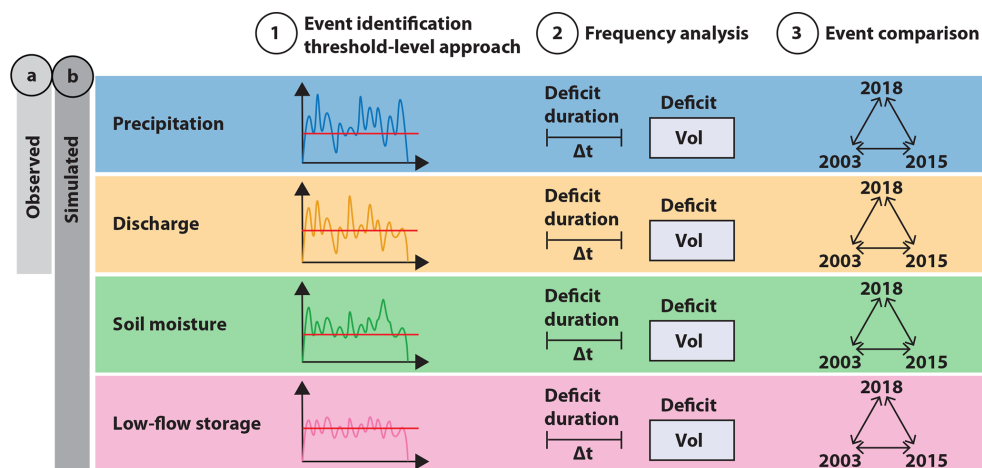 1 Event identification
threshold-level approach
2 Frequency analysis
3 Event comparison
a
b
Observed
Simulated
Precipitation
Deficit
duration
Δt
Deficit
Vol
2018
2003
2015
Discharge
Deficit
duration
Δt
Deficit
Vol
2018
2003
2015
Soil moisture
Deficit
duration
Δt
Deficit
Vol
2018
2003
2015
Low-flow storage
Deficit
duration
Δt
Deficit
Vol
2018
2003
2015